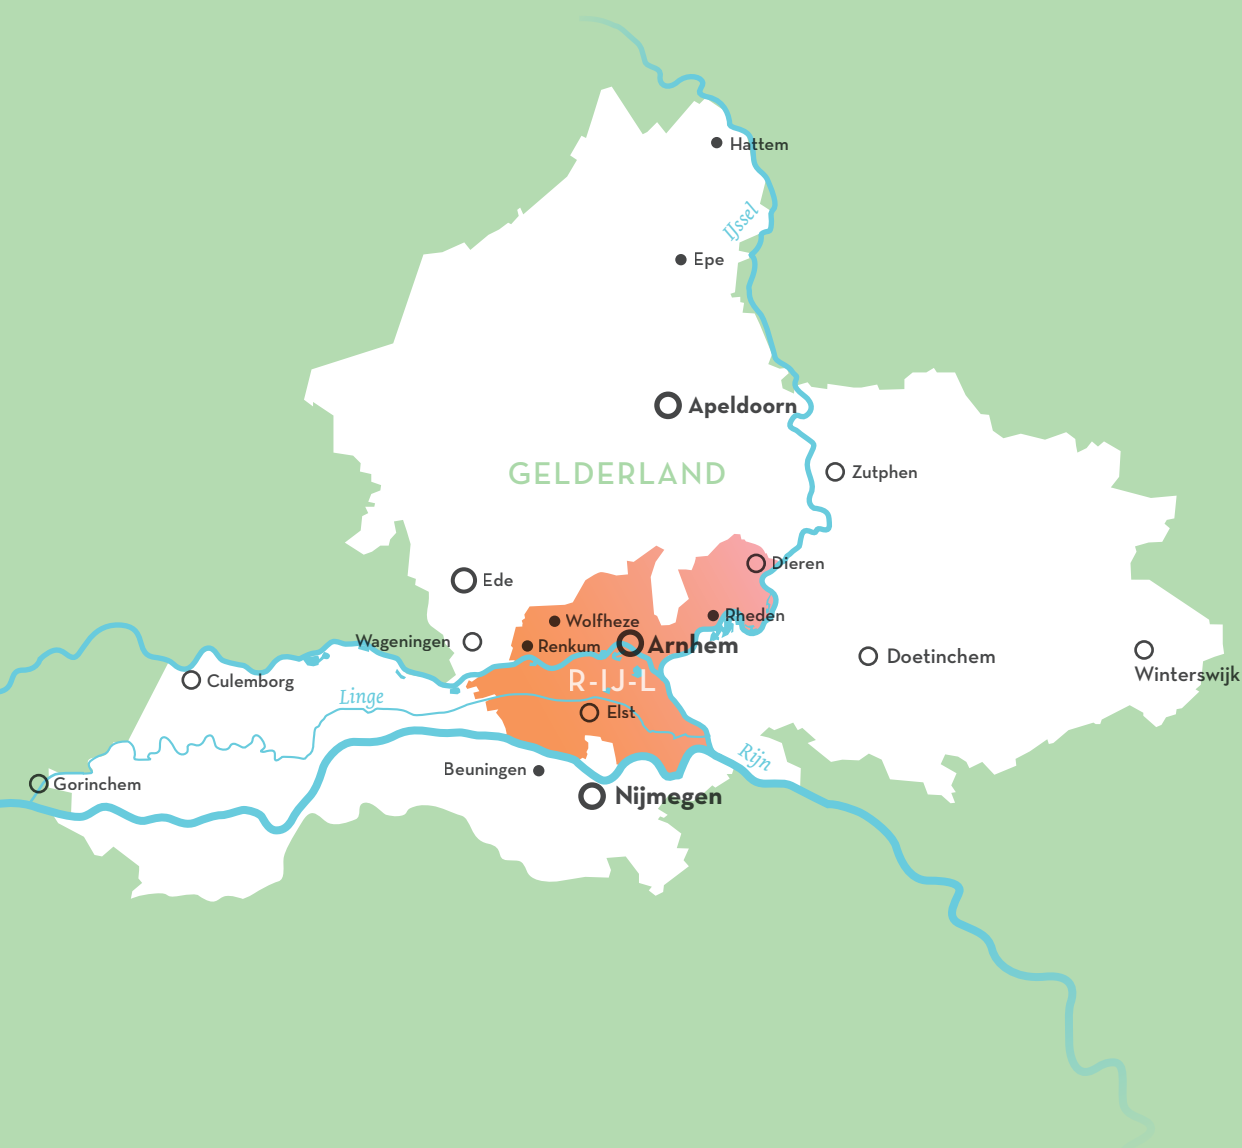 Hattem
IJssel
Epe
Apeldoorn
GELDERLAND
Zutphen
Dieren
Ede
Rheden
Wolfheze
Wageningen
Renkum
Arnhem
Doetinchem
Winterswijk
Culemborg
R-IJ-L
Linge
Elst
Rijn
Beuningen
Gorinchem
Nijmegen